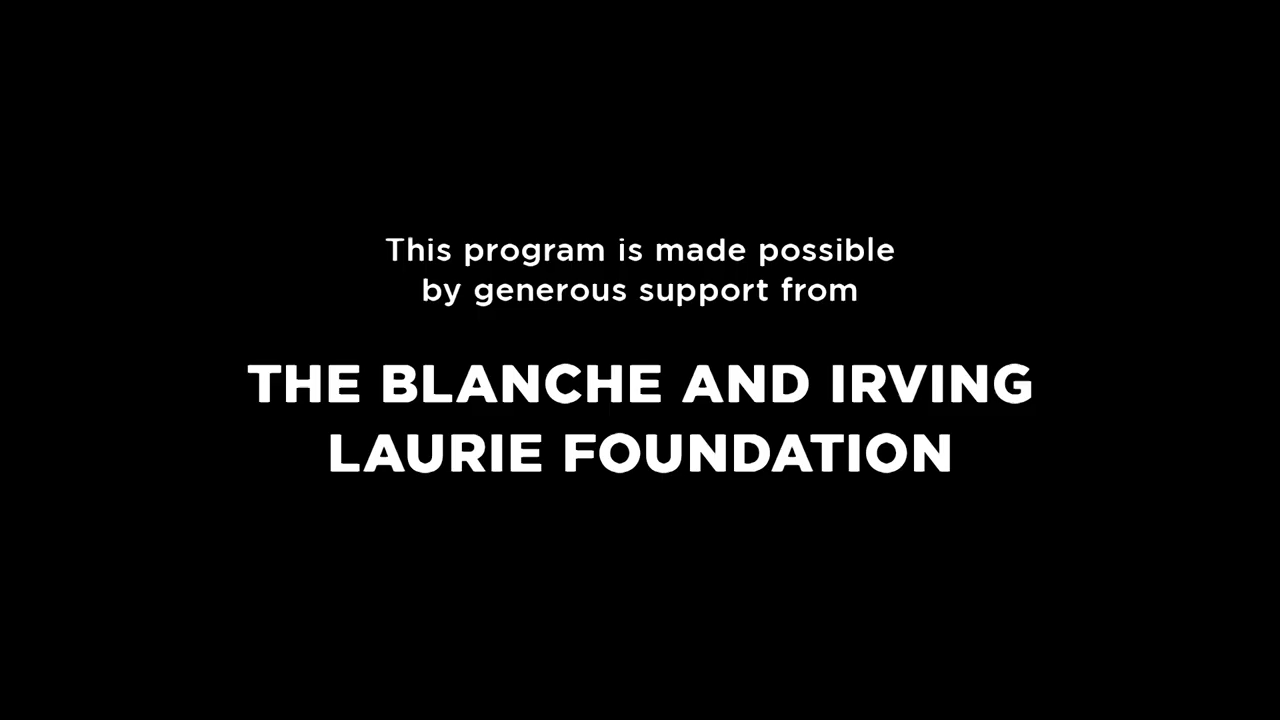 This program is made possible
by generous support from
THE BLANCHE AND IRVING
LAURIE FOUNDATION